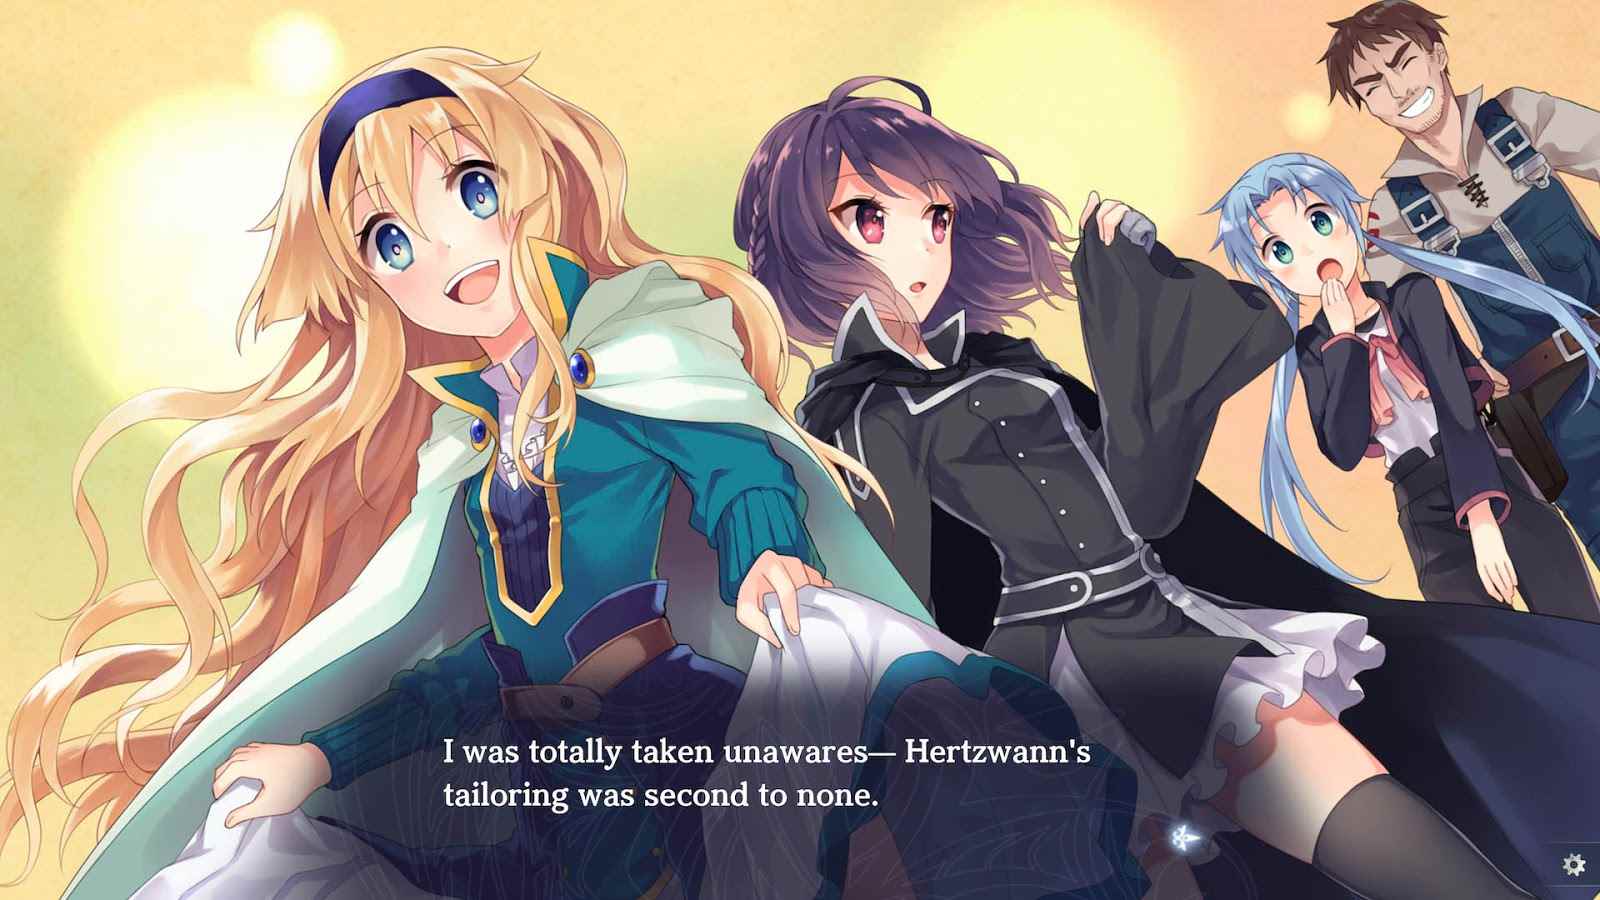 I was totally taken unawares— Hertzwann's
tailoring was second to none.